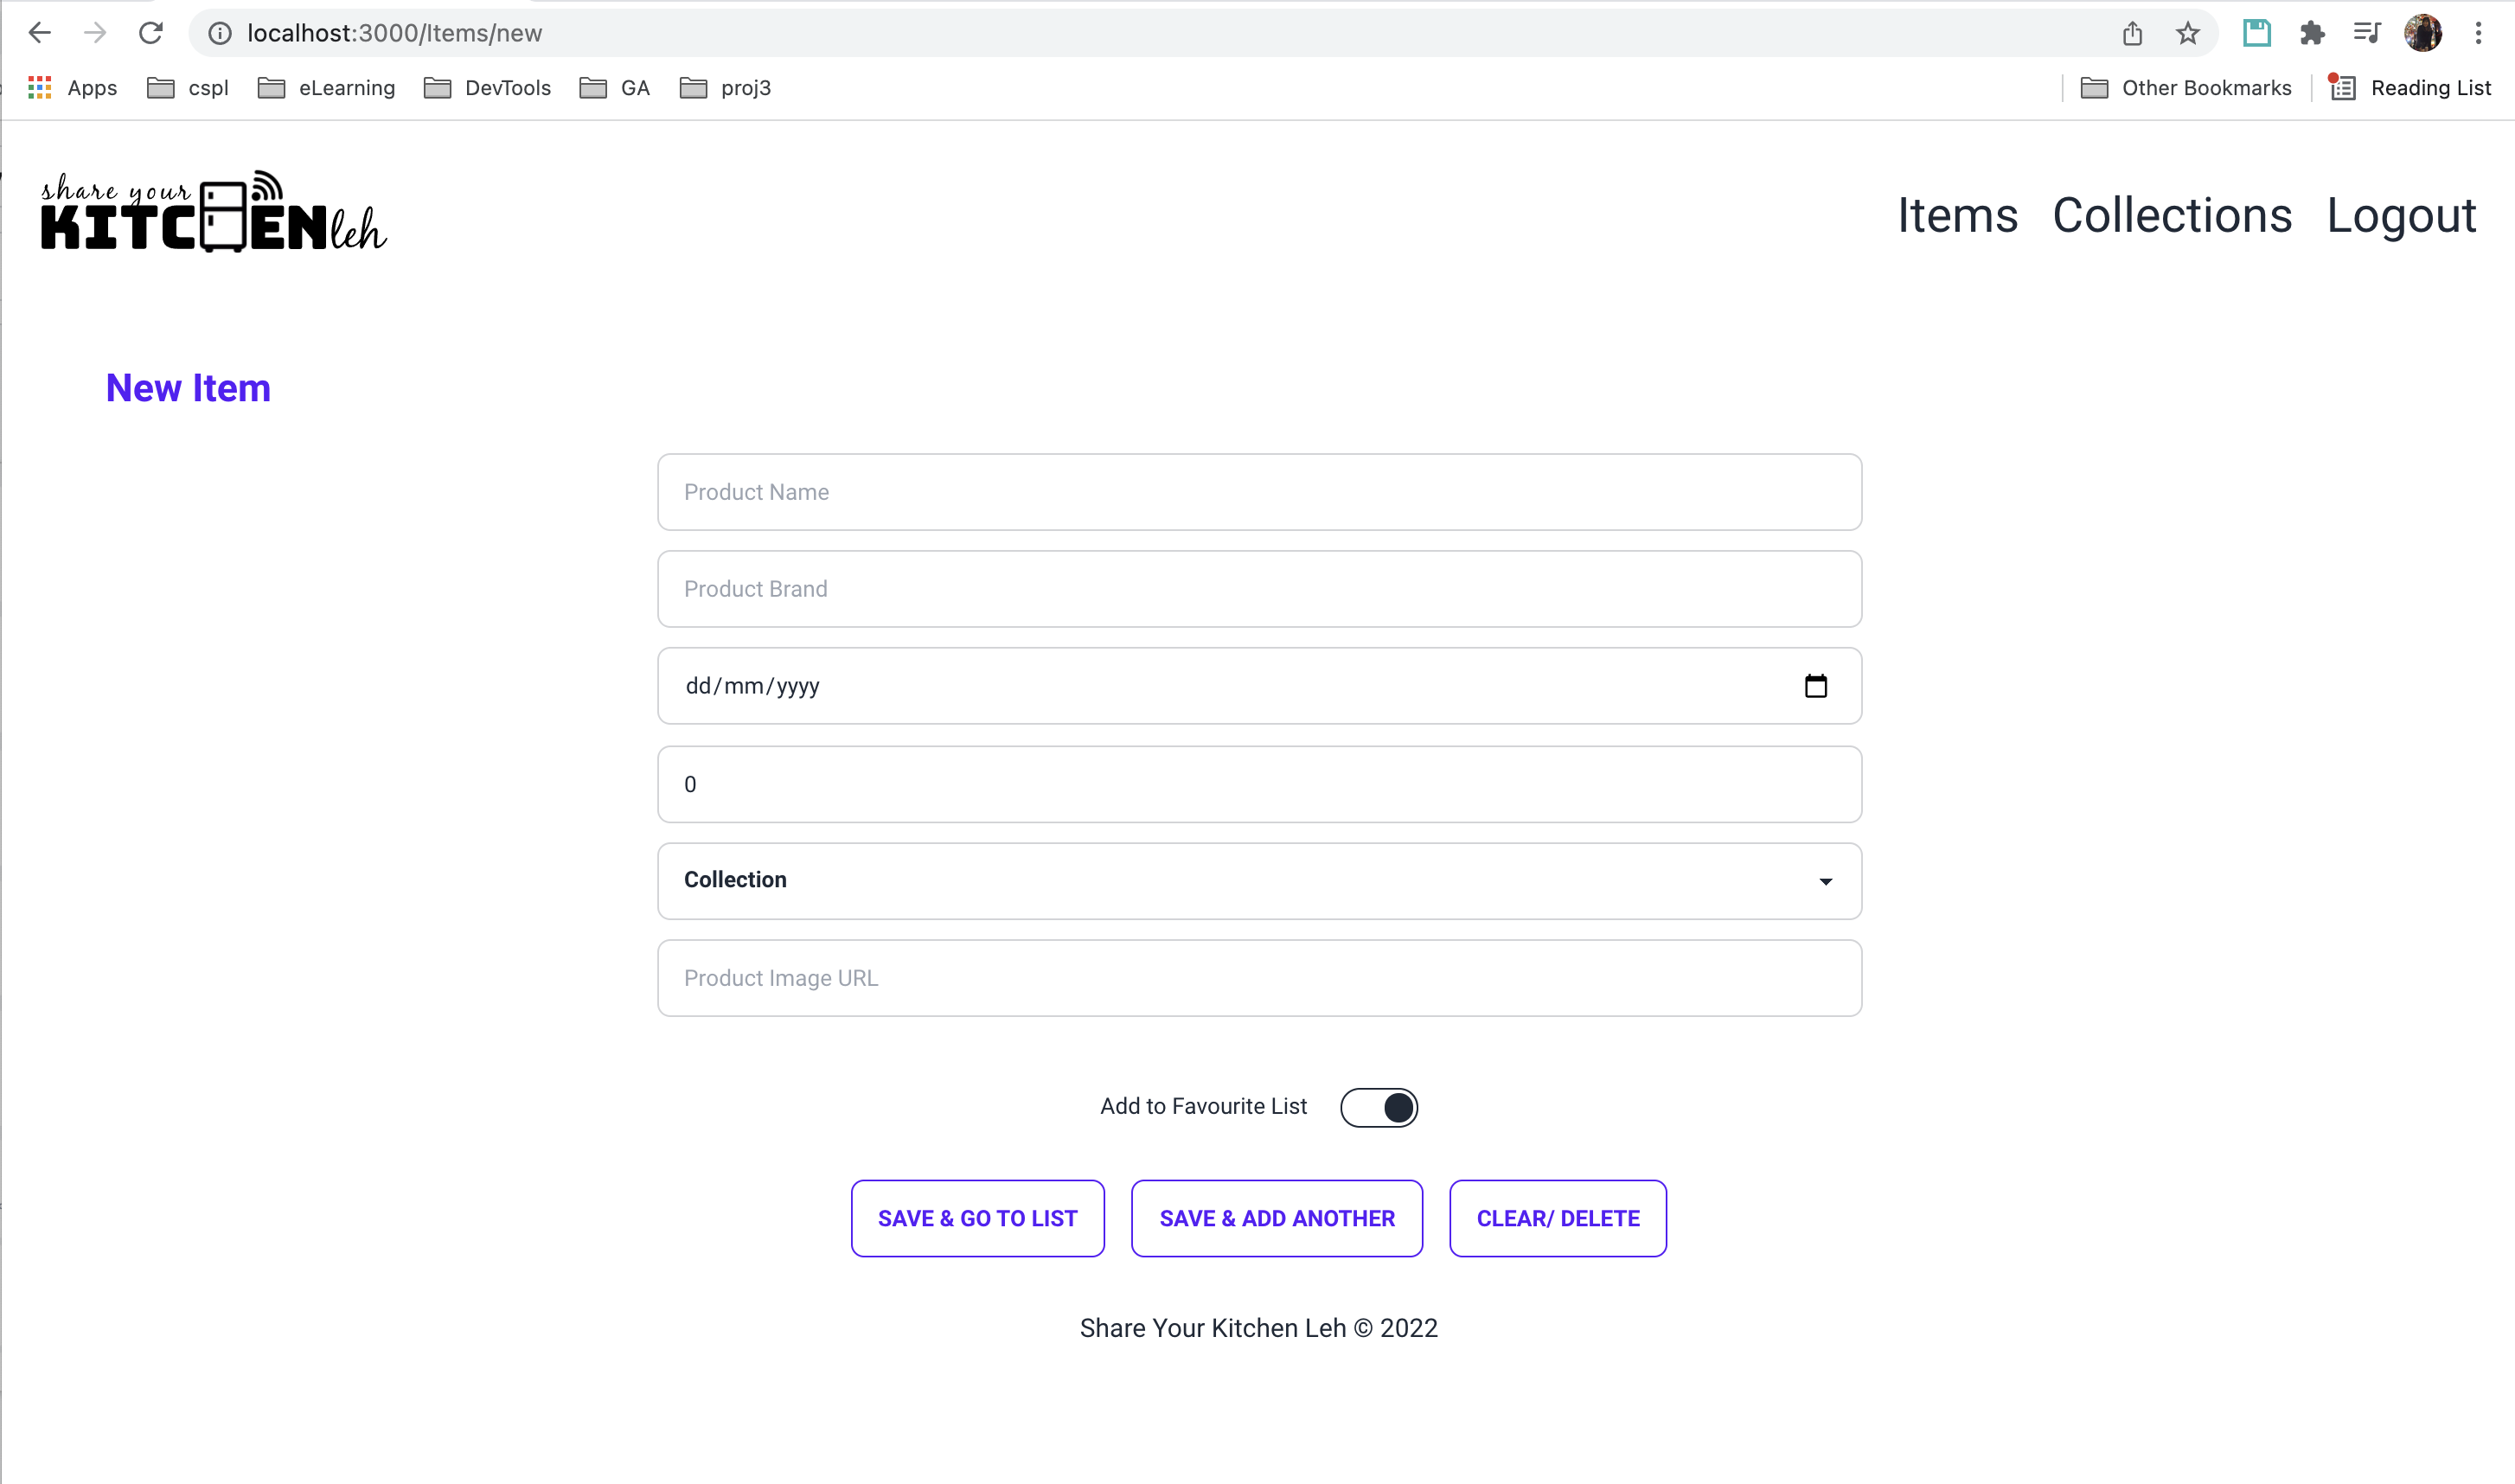 localhost:3000/Items/new
Apps cspl eLearning DevTools GA proj3 Other Bookmarks Reading List
share your
KITCHEN leh
Items Collections Logout
New Item
Product Name
Product Brand
dd/mm/yyyy
0
Collection
Product Image URL
Add to Favourite List
SAVE & GO TO LIST SAVE & ADD ANOTHER CLEAR/ DELETE
Share Your Kitchen Leh © 2022